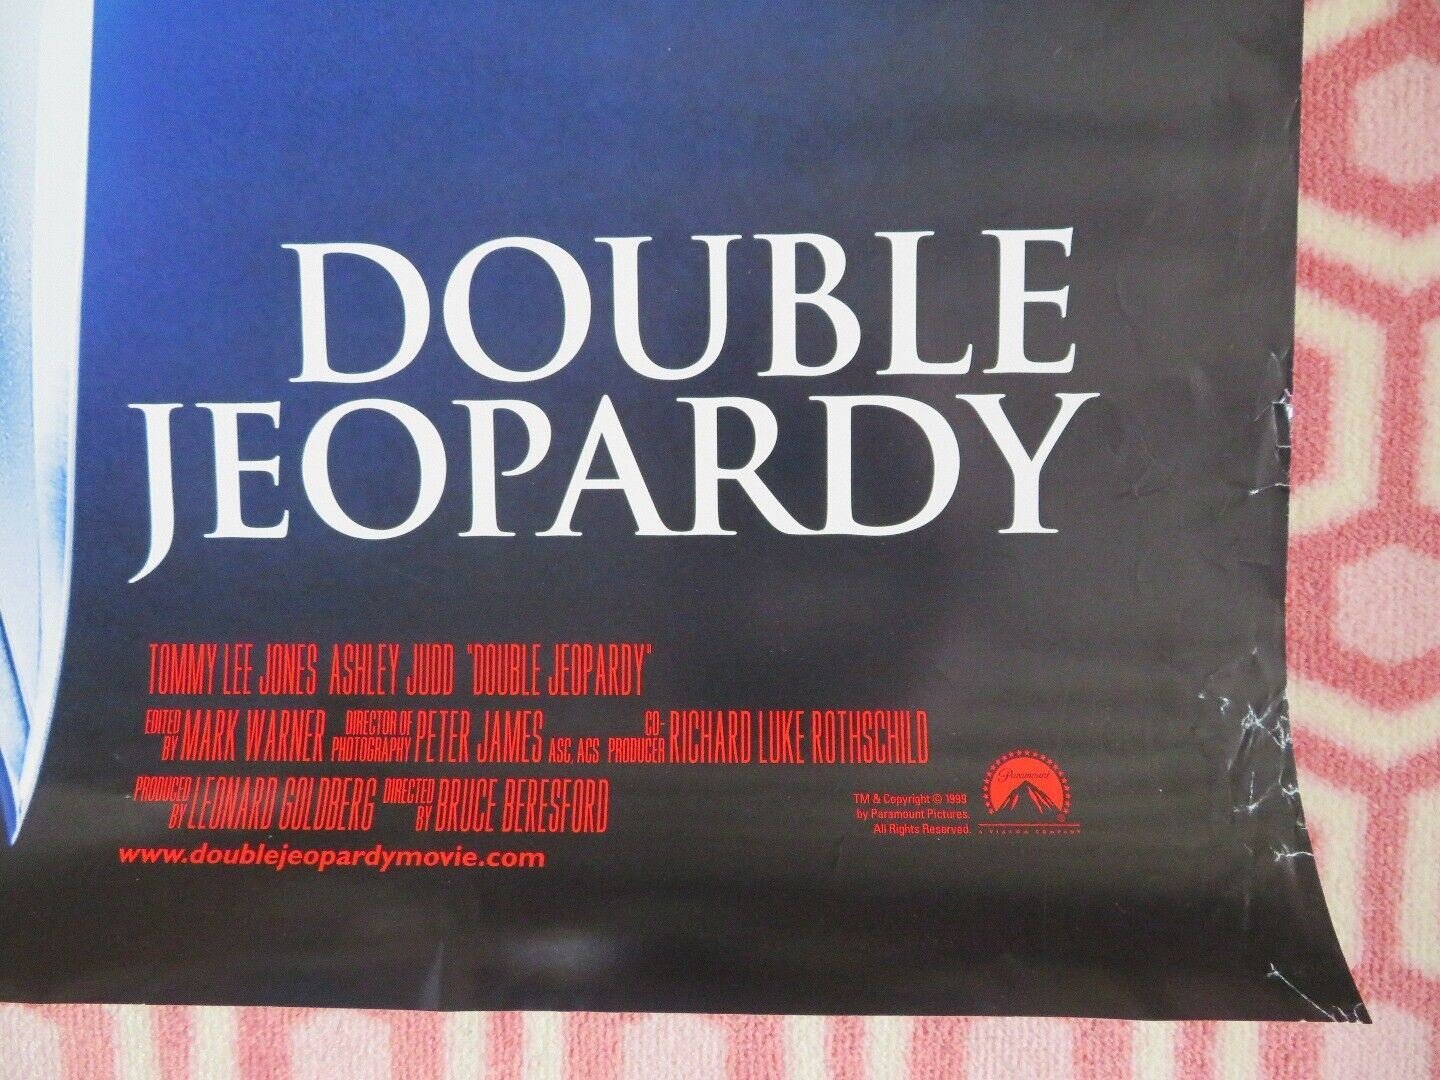 DOUBLE
JEOPARDY
TOMMY LEE JONES ASHLEY JUDD "DOUBLE JEOPARDY"
EDITED BY MARK WARNER DIRECTOR OF PHOTOGRAPHY PETER JAMES ASC, ACS CO-PRODUCER RICHARD LUKE ROTHSCHILD
PRODUCED BY LEONARD GOLDBERG DIRECTED BY BRUCE BERESFORD
www.doublejeopardymovie.com
TM & Copyright © 1999
by Paramount Pictures.
All Rights Reserved.
Paramount
®
A VIACOM COMPANY